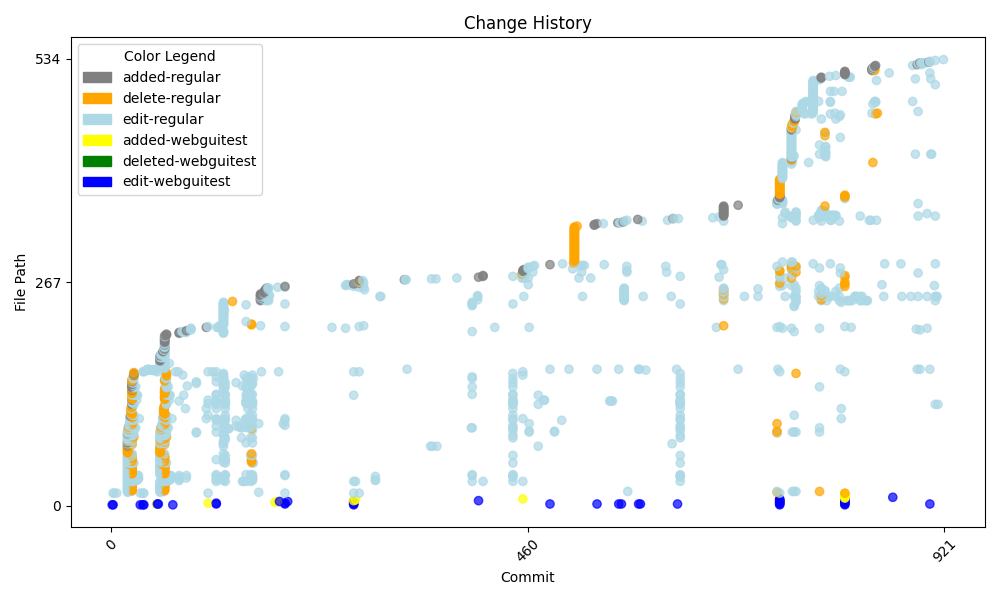 Change History
534
267
0
File Path
Color Legend
added-regular
delete-regular
edit-regular
added-webguitest
deleted-webguitest
edit-webguitest
0
460
921
Commit